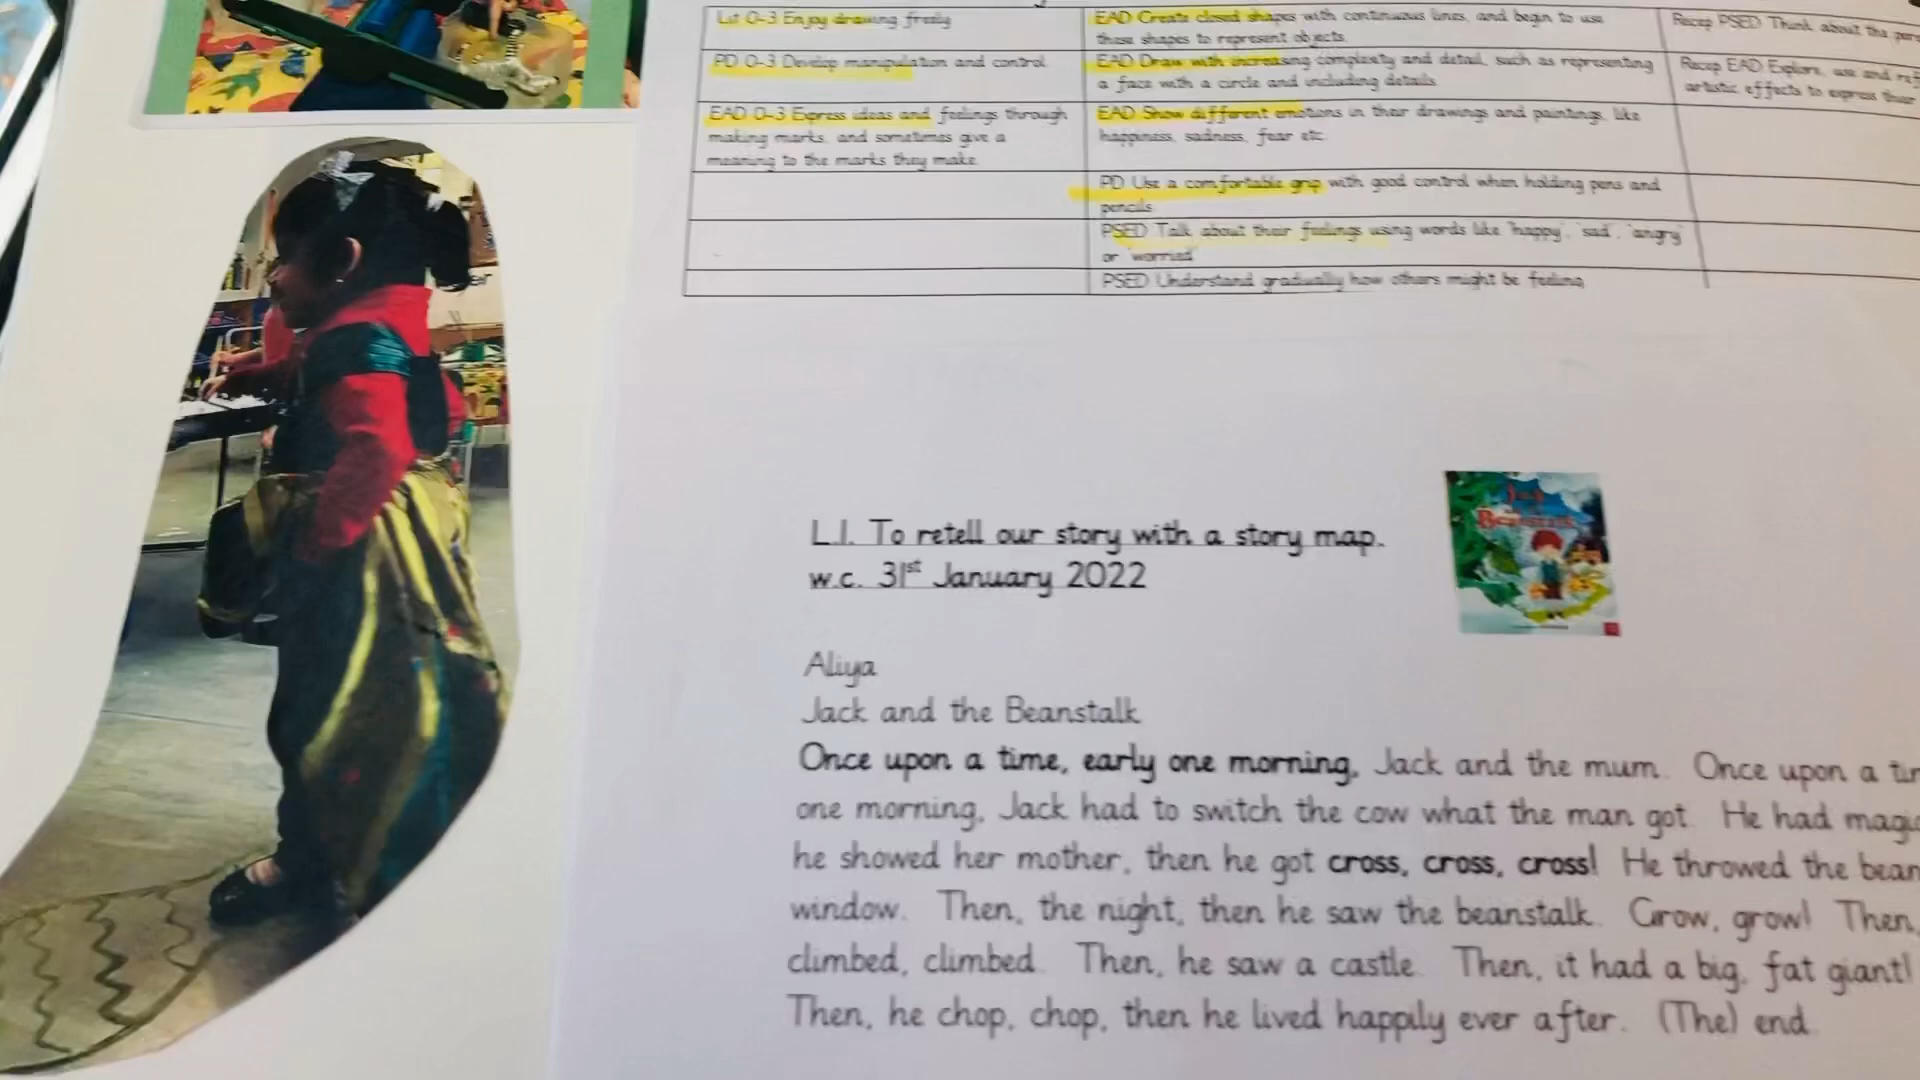 Lit 0-3 Enjoy drawing freely
EAD Create closed shapes with continuous lines, and begin to use
these shapes to represent objects.
Recep PSED Think about the
PD 0-3 Develop manipulation and control
EAD Draw with increasing complexity and detail, such as representing
a face with a circle and including details
Recep EAD Explore, use and
artistic effects to express their
EAD 0-3 Express ideas and feelings through
making marks, and sometimes give a
meaning to the marks they make
EAD Show different emotions in their drawings and paintings, like
happiness, sadness, fear etc
PD Use a comfortable grip with good control when holding pens and
pencils
PSED Talk about their feelings using words like 'happy', 'sad', 'angry'
or 'worried'
PSED Understand gradually how others might be feeling
L.I. To retell our story with a story map.
w.c. 31st January 2022
Jack
Beanstalk
Aliya
Jack and the Beanstalk
Once upon a time, early one morning, Jack and the mum. Once upon a
one morning, Jack had to switch the cow what the man got. He had
he showed her mother, then he got cross, cross, cross! He throwed the
window. Then, the night, then he saw the beanstalk. Grow, grow! Then,
climbed, climbed. Then, he saw a castle. Then, it had a big, fat giant!
Then, he chop, chop, then he lived happily ever after. (The) end.